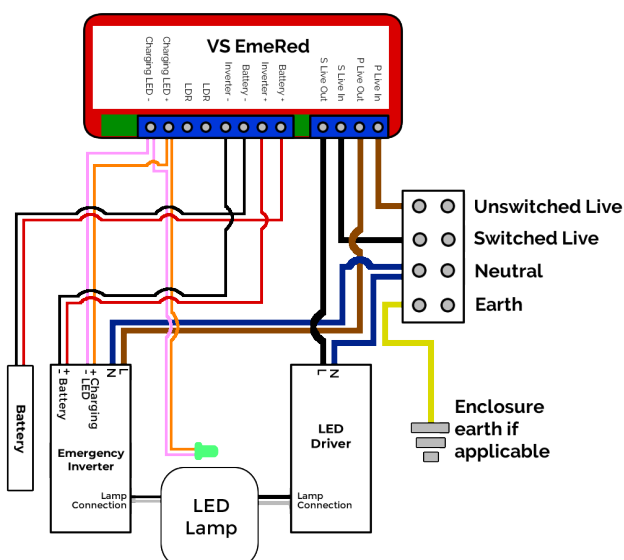 VS EmeRed
Charging LED -
Charging LED +
LDR
LDR
Inverter -
Battery -
Inverter +
Battery +
S Live Out
S Live In
P Live Out
P Live In
Unswitched Live
Switched Live
Neutral
Earth
Enclosure
earth if
applicable
Battery
- Battery
+
- LED
+ Charging
N
L
Emergency
Inverter
Lamp
Connection
LED
Lamp
L
N
LED
Driver
Lamp
Connection